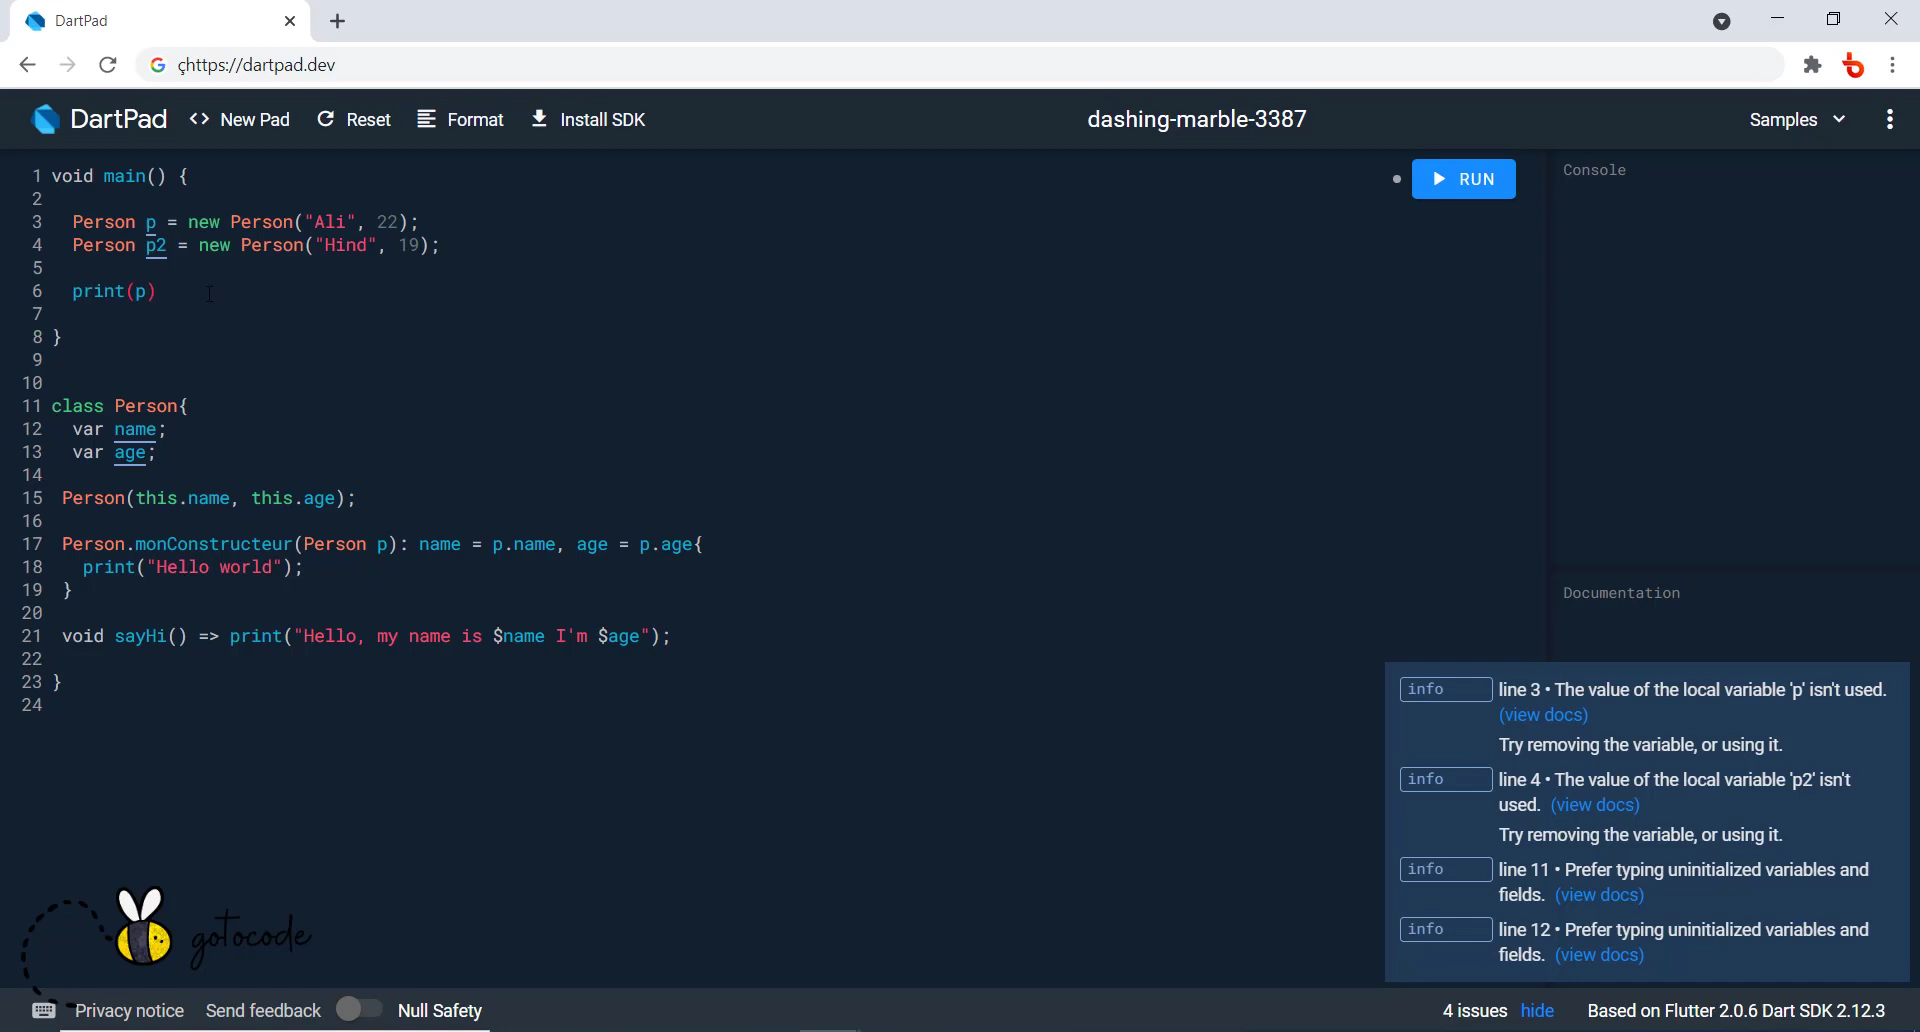 DartPad
çhttps://dartpad.dev
DartPad
<> New Pad
Reset
Format
Install SDK
dashing-marble-3387
Samples
1 void main() {
2
3 Person p = new Person("Ali", 22);
4 Person p2 = new Person("Hind", 19);
5
6 print(p)
7
8 }
9
10
11 class Person{
12 var name;
13 var age;
14
15 Person(this.name, this.age);
16
17 Person.monConstructeur(Person p): name = p.name, age = p.age{
18 print("Hello world");
19 }
20
21 void sayHi() => print("Hello, my name is $name I'm $age");
22
23 }
24
RUN
Console
Documentation
info line 3 • The value of the local variable 'p' isn't used.
(view docs)
Try removing the variable, or using it.
info line 4 • The value of the local variable 'p2' isn't
used. (view docs)
Try removing the variable, or using it.
info line 11 • Prefer typing uninitialized variables and
fields. (view docs)
info line 12 • Prefer typing uninitialized variables and
fields. (view docs)
gotocode
Privacy notice
Send feedback
Null Safety
4 issues hide
Based on Flutter 2.0.6 Dart SDK 2.12.3